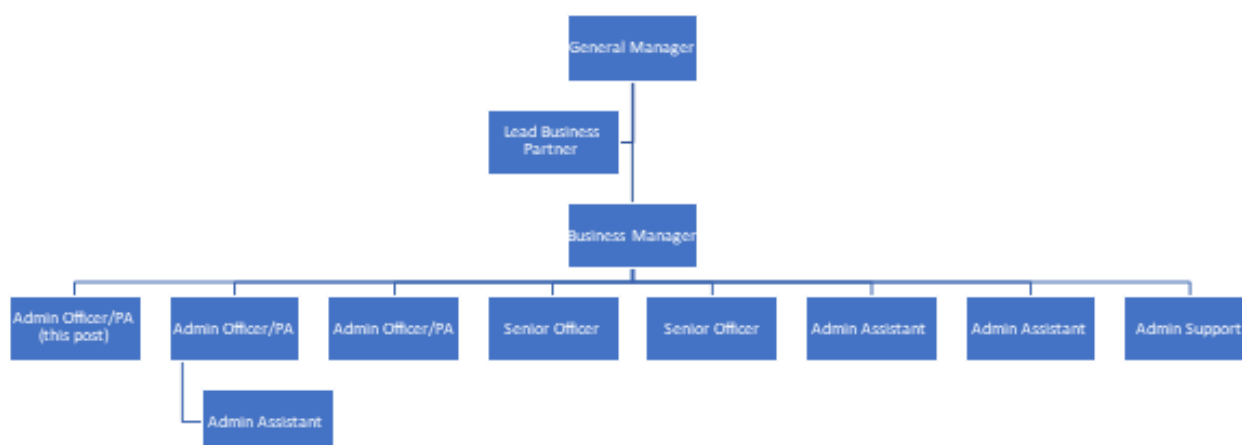 General Manager
Lead Business
Partner
Business Manager
Admin Officer/PA
(this post)
Admin Officer/PA
Admin Officer/PA
Senior Officer
Senior Officer
Admin Assistant
Admin Assistant
Admin Support
Admin Assistant